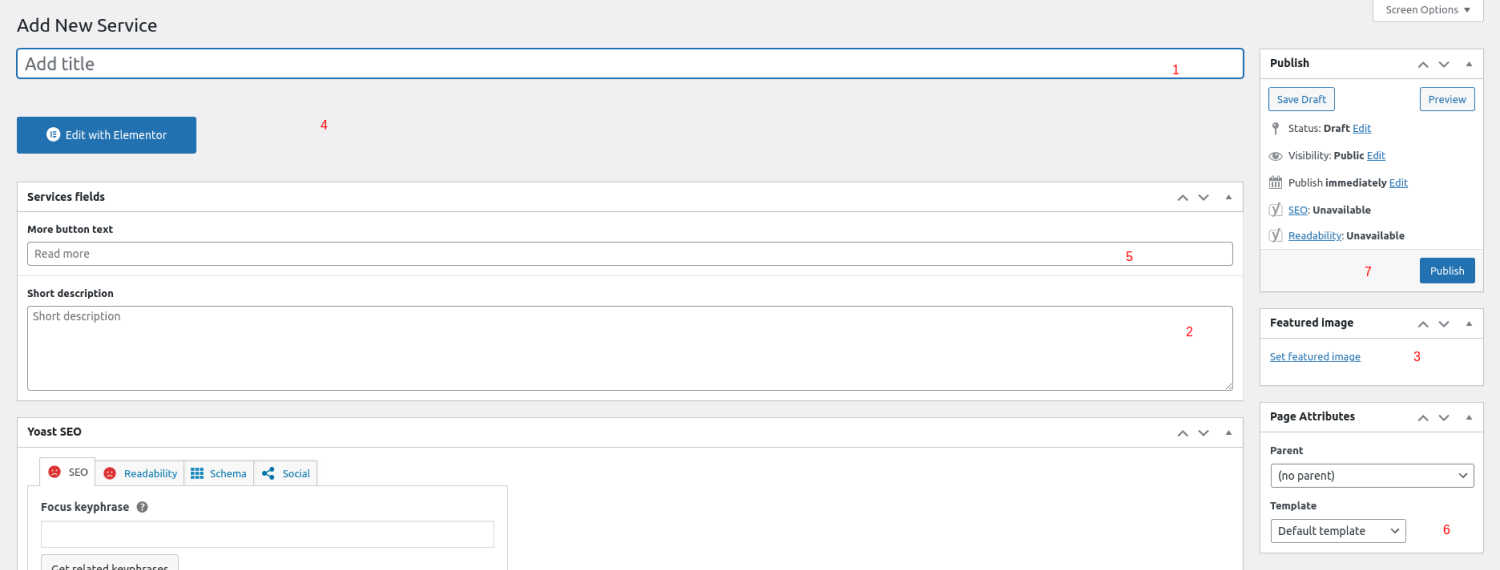 Screen Options
Add New Service
Add title
1
Edit with Elementor
4
Services fields
More button text
Read more
5
Short description
Short description
2
Yoast SEO
SEO
Readability
Schema
Social
Focus keyphrase
Get related keyphrases
Publish
Save Draft
Preview
Status: Draft Edit
Visibility: Public Edit
Publish immediately Edit
SEO: Unavailable
Readability: Unavailable
7
Publish
Featured image
Set featured image
3
Page Attributes
Parent
(no parent)
Template
Default template
6